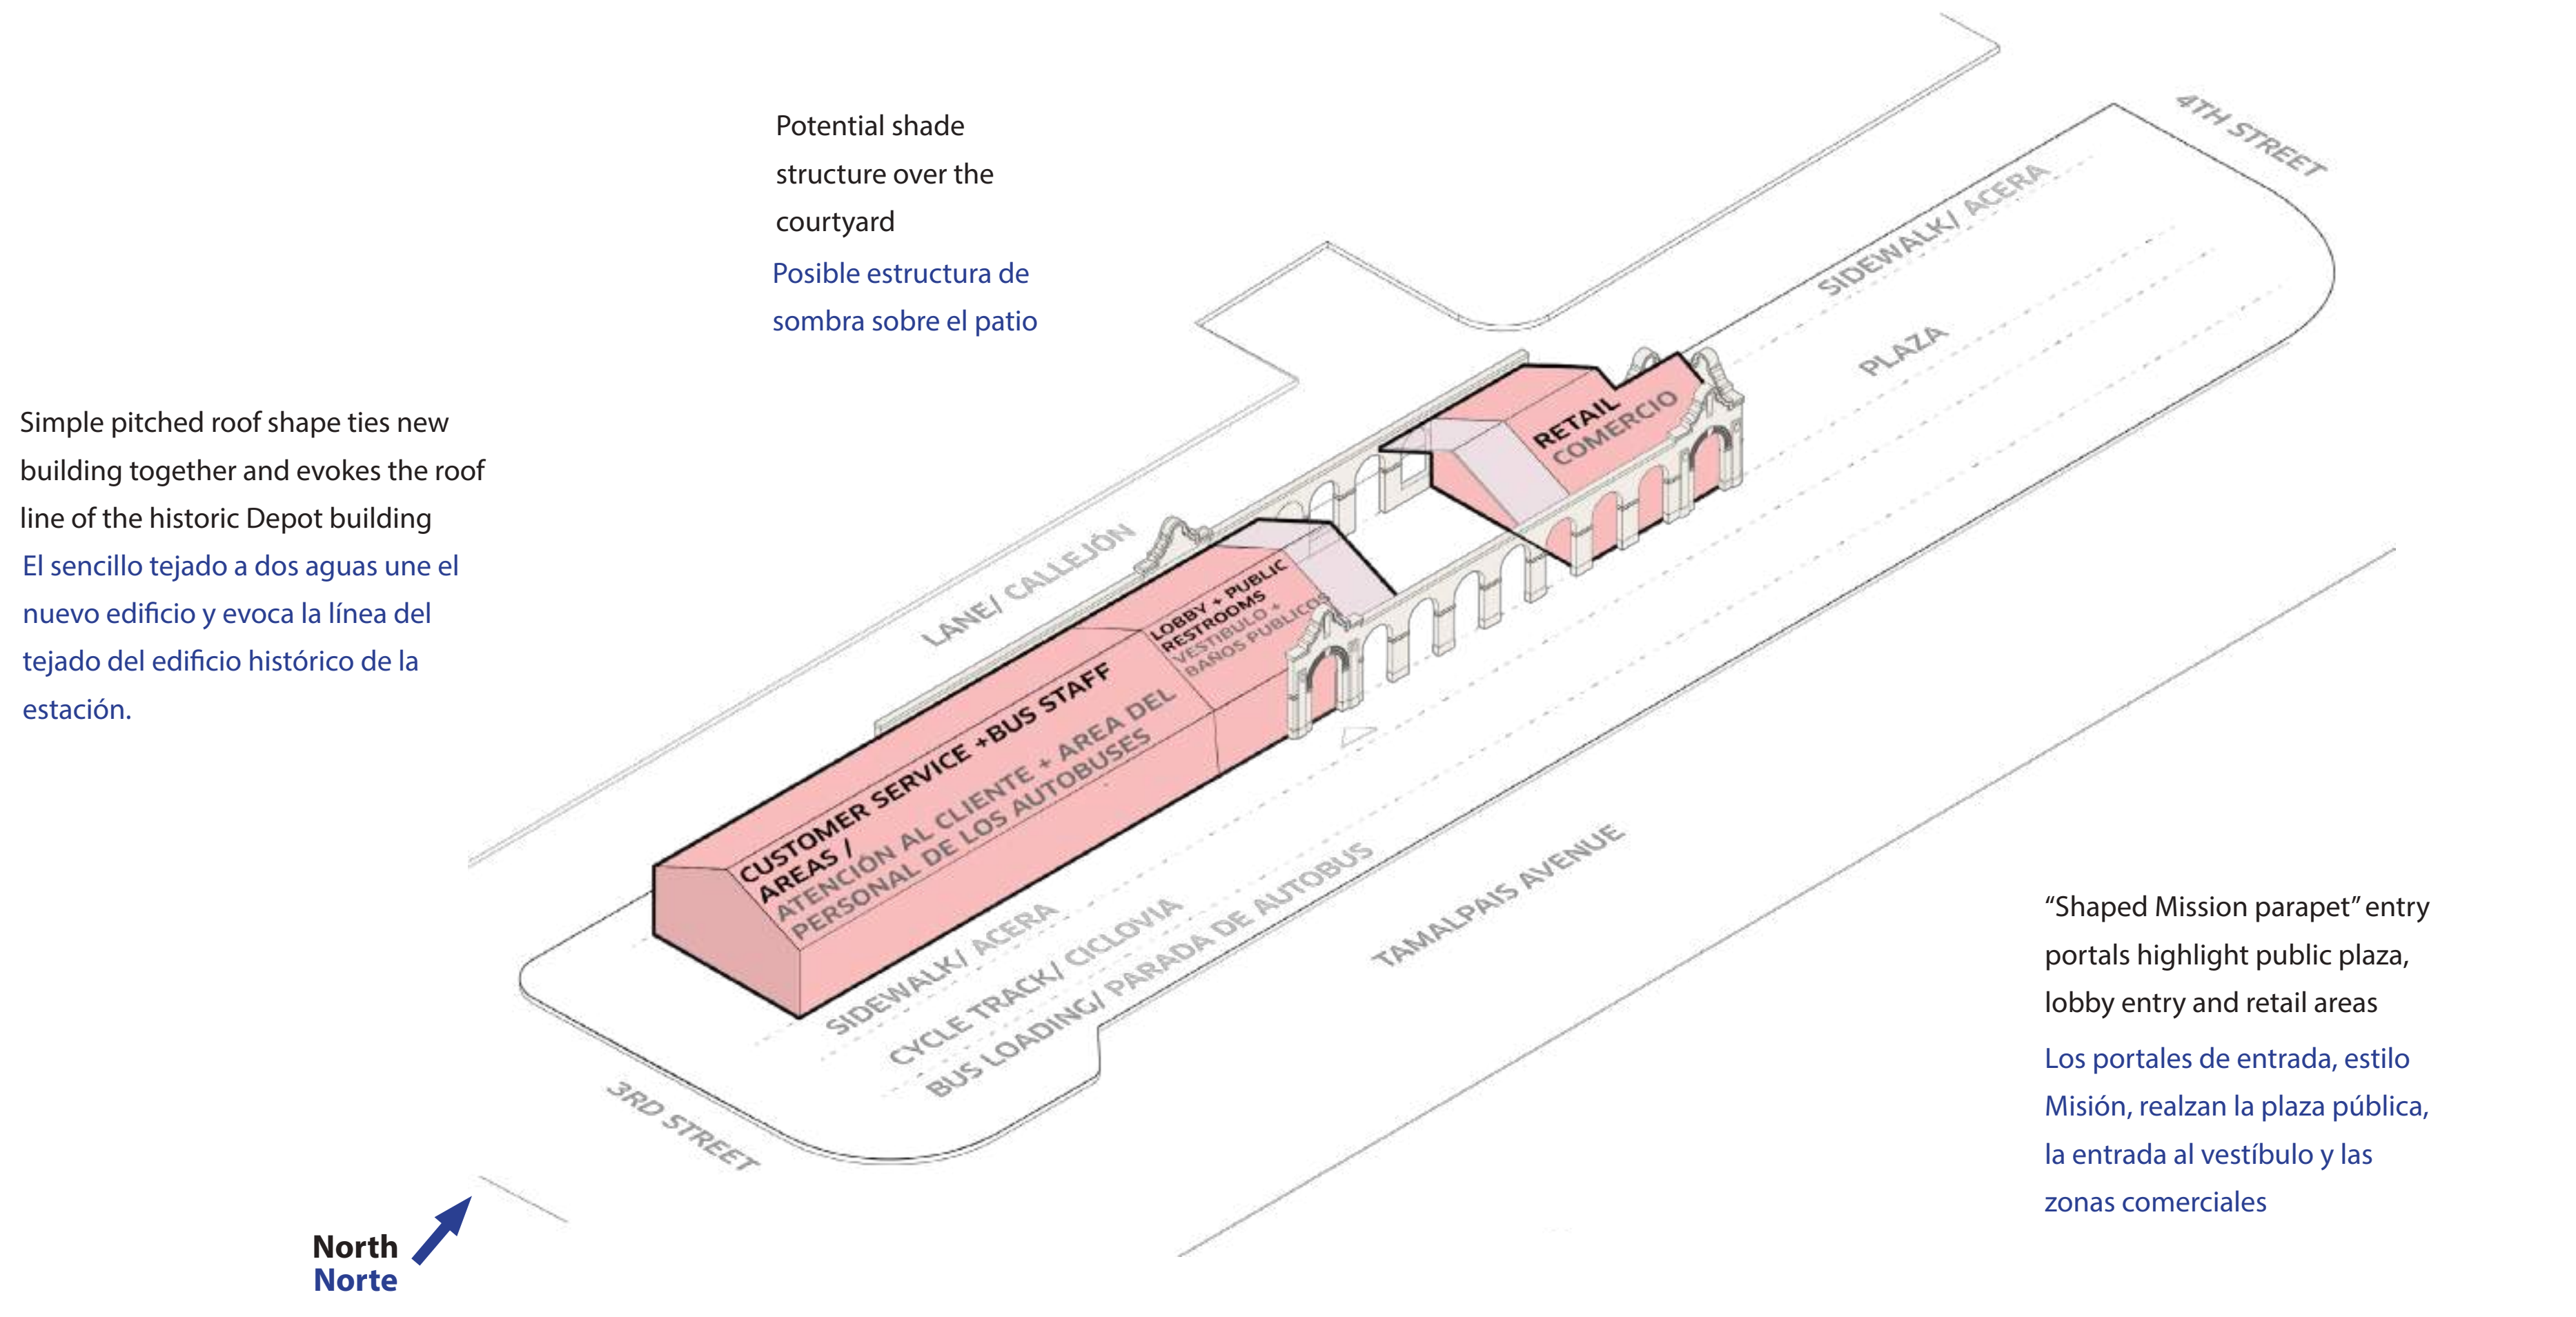 Potential shade
structure over the
courtyard
Posible estructura de
sombra sobre el patio
Simple pitched roof shape ties new
building together and evokes the roof
line of the historic Depot building
El sencillo tejado a dos aguas une el
nuevo edificio y evoca la línea del
tejado del edificio histórico de la
estación.
4TH STREET
SIDEWALK/ ACERA
PLAZA
RETAIL
COMERCIO
LANE/ CALLEJÓN
LOBBY + PUBLIC
RESTROOMS
VESTIBULO +
BAÑOS PUBLICOS
CUSTOMER SERVICE +BUS STAFF
AREAS /
ATENCIÓN AL CLIENTE + AREA DEL
PERSONAL DE LOS AUTOBUSES
SIDEWALK/ ACERA
CYCLE TRACK/ CICLOVIA
BUS LOADING/ PARADA DE AUTOBUS
TAMALPAIS AVENUE
3RD STREET
“Shaped Mission parapet” entry
portals highlight public plaza,
lobby entry and retail areas
Los portales de entrada, estilo
Misión, realzan la plaza pública,
la entrada al vestíbulo y las
zonas comerciales
North
Norte